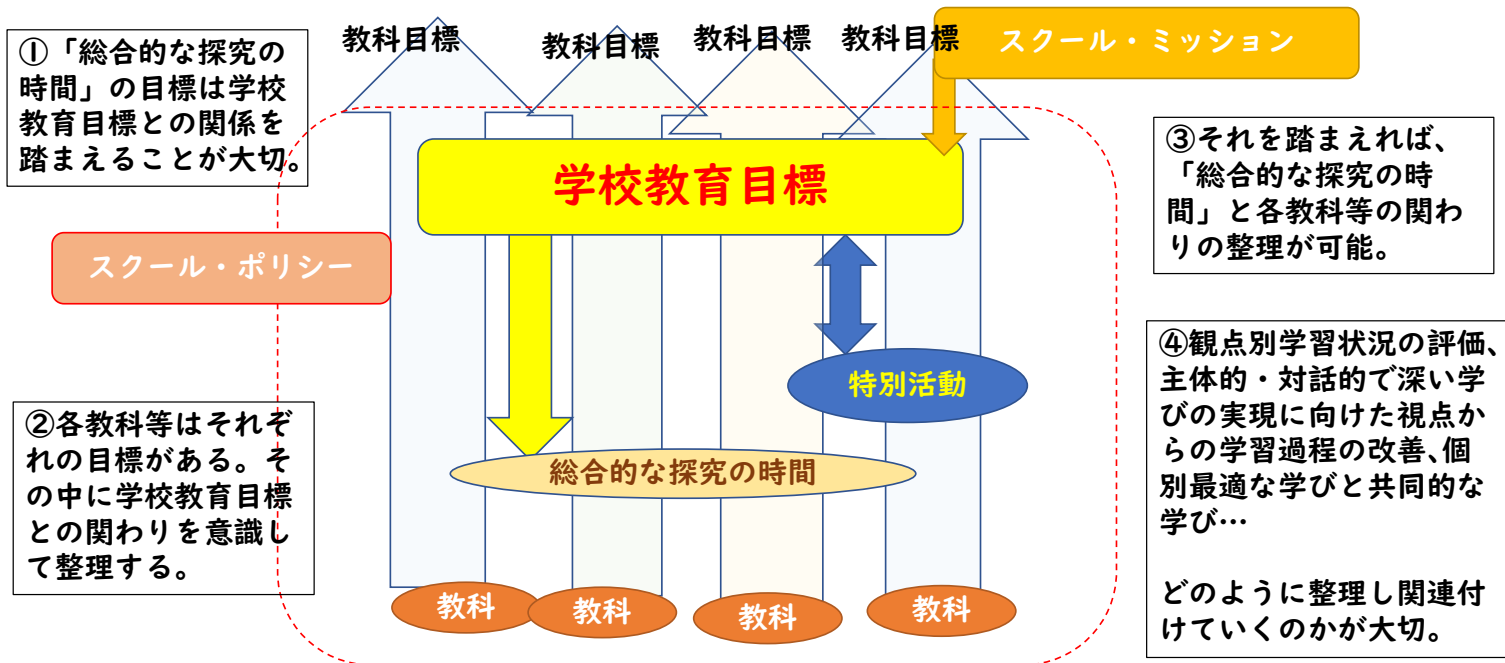 教科目標
教科目標
教科目標
教科目標
スクール・ミッション
①「総合的な探究の
時間」の目標は学校
教育目標との関係を
踏まえることが大切。
学校教育目標
③それを踏まえれば、
「総合的な探究の時
間」と各教科等の関わ
りの整理が可能。
スクール・ポリシー
特別活動
②各教科等はそれぞ
れの目標がある。そ
の中に学校教育目標
との関わりを意識し
て整理する。
総合的な探究の時間
④観点別学習状況の評価、
主体的・対話的で深い学
びの実現に向けた視点か
らの学習過程の改善、個
別最適な学びと共同的な
学び…
どのように整理し関連付
けていくのかが大切。
教科
教科
教科
教科